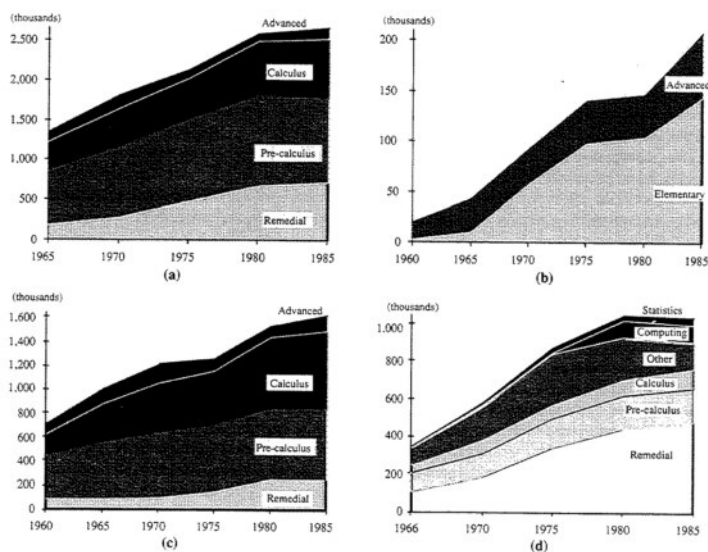 (thousands)
Advanced
2,500
Calculus
2,000
1,500
Pre-calculus
1,000
500
Remedial
0
1965 1970 1975 1980 1985
(a)
(thousands)
200
Advanced
150
100
50
Elementary
0
1960 1965 1970 1975 1980 1985
(b)
(thousands)
Advanced
1,600
1,400
1,200
Calculus
1,000
800
Pre-calculus
600
400
200
Remedial
0
1960 1965 1970 1975 1980 1985
(c)
(thousands)
Statistics
1,000
Computing
800
Other
Calculus
600
Pre-calculus
400
Remedial
200
0
1966 1970 1975 1980 1985
(d)